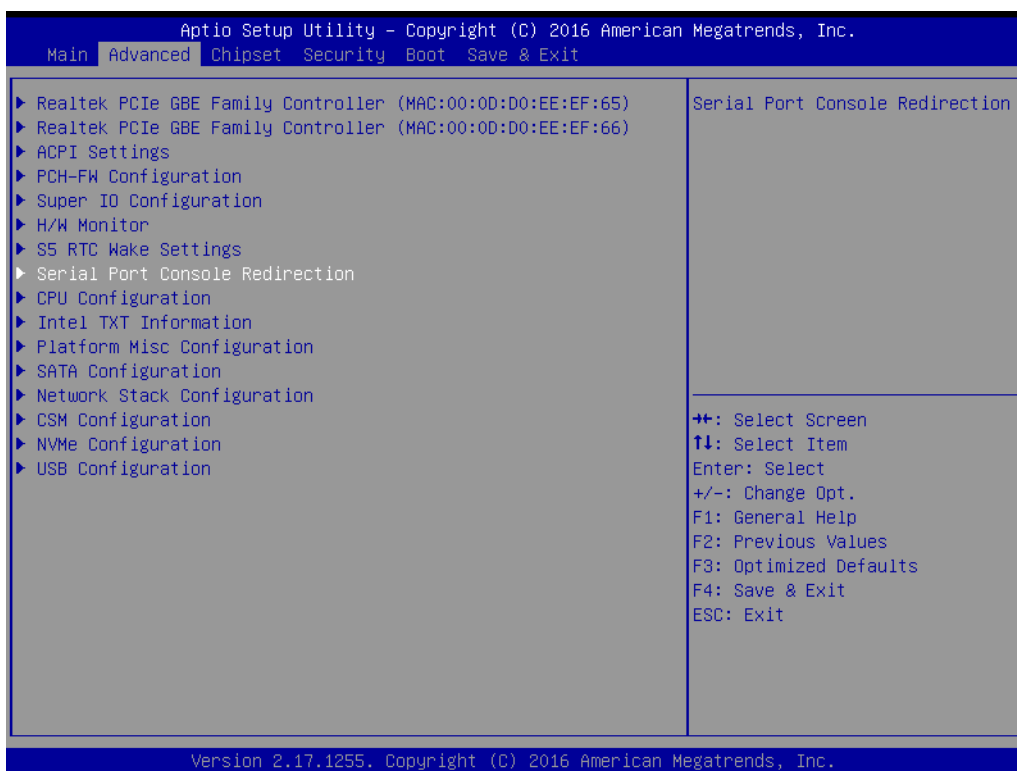 Aptio Setup Utility – Copyright (C) 2016 American Megatrends, Inc.
Main Advanced Chipset Security Boot Save & Exit
Realtek PCIe GBE Family Controller (MAC:00:0D:D0:EE:EF:65)
Realtek PCIe GBE Family Controller (MAC:00:0D:D0:EE:EF:66)
ACPI Settings
PCH-FW Configuration
Super IO Configuration
H/W Monitor
S5 RTC Wake Settings
Serial Port Console Redirection
CPU Configuration
Intel TXT Information
Platform Misc Configuration
SATA Configuration
Network Stack Configuration
CSM Configuration
NVMe Configuration
USB Configuration
Serial Port Console Redirection
→←: Select Screen
↑↓: Select Item
Enter: Select
+/-: Change Opt.
F1: General Help
F2: Previous Values
F3: Optimized Defaults
F4: Save & Exit
ESC: Exit
Version 2.17.1255. Copyright (C) 2016 American Megatrends, Inc.